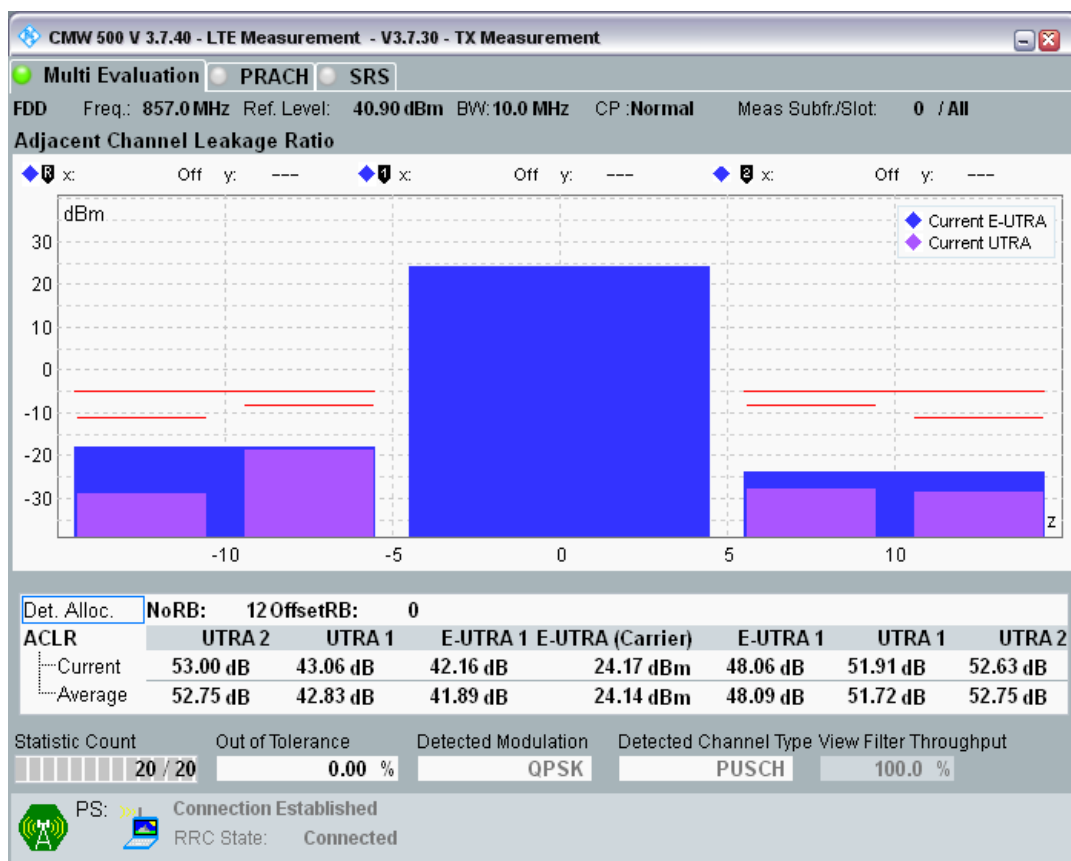 CMW 500 V 3.7.40 - LTE Measurement - V3.7.30 - TX Measurement
Multi Evaluation PRACH SRS
FDD Freq.: 857.0 MHz Ref. Level: 40.90 dBm BW: 10.0 MHz CP :Normal Meas Subfr./Slot: 0 / All
Adjacent Channel Leakage Ratio
R x: Off y: --- 1 x: Off y: --- 2 x: Off y: ---
dBm
Current E-UTRA
Current UTRA
30
20
10
0
-10
-20
-30
z
-10 -5 0 5 10
Det. Alloc. NoRB: 12 OffsetRB: 0
ACLR UTRA 2 UTRA 1 E-UTRA 1 E-UTRA (Carrier) E-UTRA 1 UTRA 1 UTRA 2
Current 53.00 dB 43.06 dB 42.16 dB 24.17 dBm 48.06 dB 51.91 dB 52.63 dB
Average 52.75 dB 42.83 dB 41.89 dB 24.14 dBm 48.09 dB 51.72 dB 52.75 dB
Statistic Count Out of Tolerance Detected Modulation Detected Channel Type View Filter Throughput
20 / 20 0.00 % QPSK PUSCH 100.0 %
PS: Connection Established
RRC State: Connected